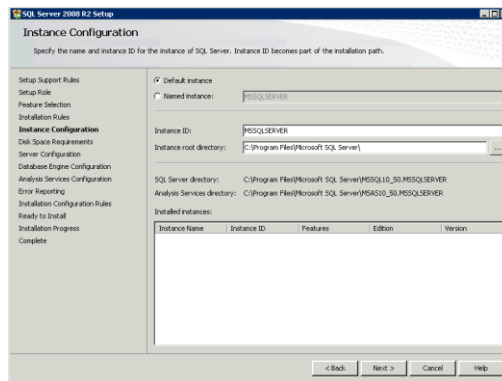 SQL Server 2008 R2 Setup
Instance Configuration
Specify the name and instance ID for the instance of SQL Server. Instance ID becomes part of the installation path.
Setup Support Rules
Setup Role
Feature Selection
Installation Rules
Instance Configuration
Disk Space Requirements
Server Configuration
Database Engine Configuration
Analysis Services Configuration
Error Reporting
Installation Configuration Rules
Ready to Install
Installation Progress
Complete
Default instance
Named instance: MSSQLSERVER
Instance ID: MSSQLSERVER
Instance root directory: C:\Program Files\Microsoft SQL Server\ ...
SQL Server directory: C:\Program Files\Microsoft SQL Server\MSSQL10_50.MSSQLSERVER
Analysis Services directory: C:\Program Files\Microsoft SQL Server\MSAS10_50.MSSQLSERVER
Installed instances:
Instance Name Instance ID Features Edition Version
< Back Next > Cancel Help